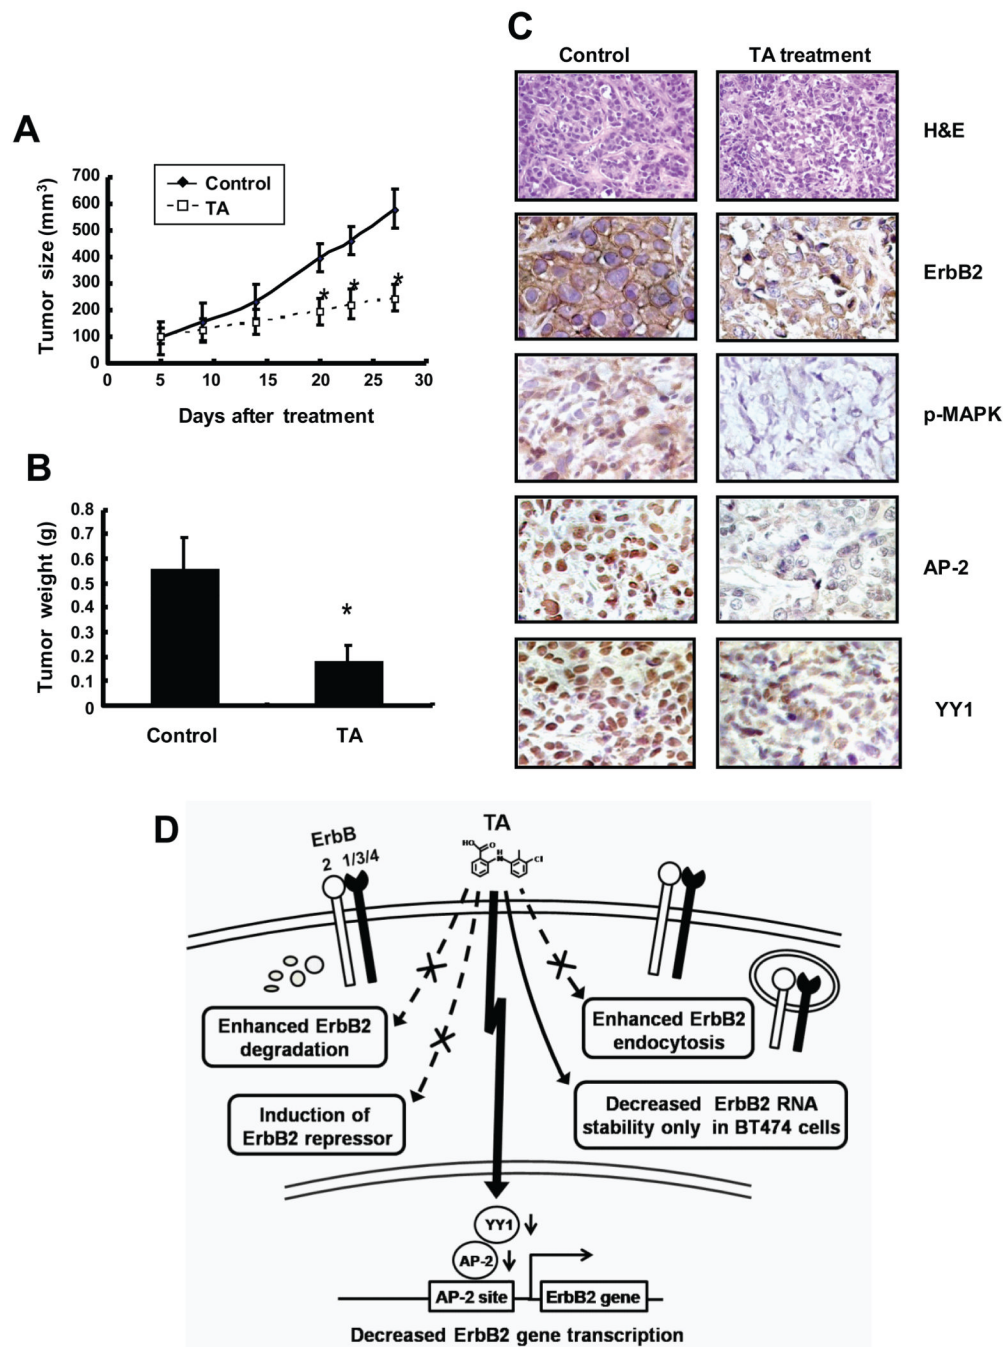 A
Tumor size (mm³)
700
600
500
400
300
200
100
0
Control
TA
*
*
*
0
5
10
15
20
25
30
Days after treatment
B
Tumor weight (g)
0.8
0.7
0.6
0.5
0.4
0.3
0.2
0.1
0
*
Control
TA
C
Control
TA treatment
H&E
ErbB2
p-MAPK
AP-2
YY1
D
ErbB
2 1/3/4
TA
HO
O
H
N
Cl
Enhanced ErbB2
degradation
Induction of
ErbB2 repressor
Enhanced ErbB2
endocytosis
Decreased ErbB2 RNA
stability only in BT474 cells
YY1
AP-2
AP-2 site
ErbB2 gene
Decreased ErbB2 gene transcription